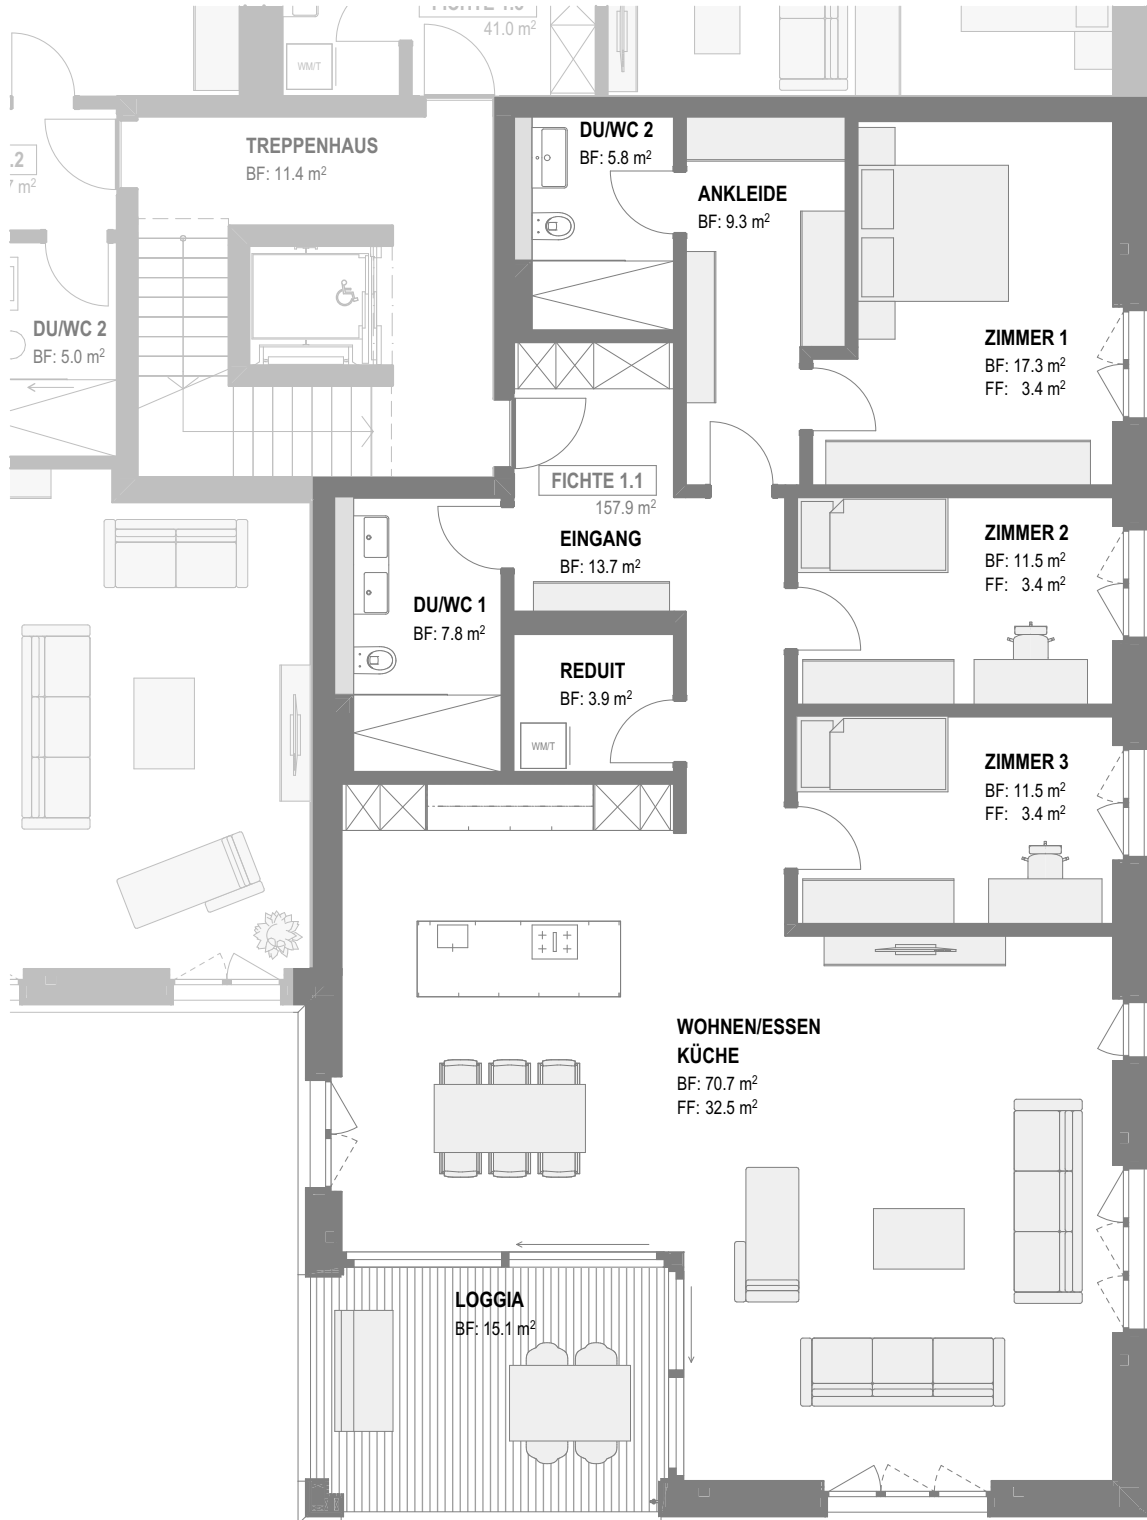 41.0 m²
WM/T
TREPPENHAUS
BF: 11.4 m²
DU/WC 2
BF: 5.8 m²
ANKLEIDE
BF: 9.3 m²
DU/WC 2
BF: 5.0 m²
ZIMMER 1
BF: 17.3 m²
FF: 3.4 m²
FICHTE 1.1
157.9 m²
EINGANG
BF: 13.7 m²
ZIMMER 2
BF: 11.5 m²
FF: 3.4 m²
DU/WC 1
BF: 7.8 m²
REDUIT
BF: 3.9 m²
WM/T
ZIMMER 3
BF: 11.5 m²
FF: 3.4 m²
WOHNEN/ESSEN
KÜCHE
BF: 70.7 m²
FF: 32.5 m²
LOGGIA
BF: 15.1 m²